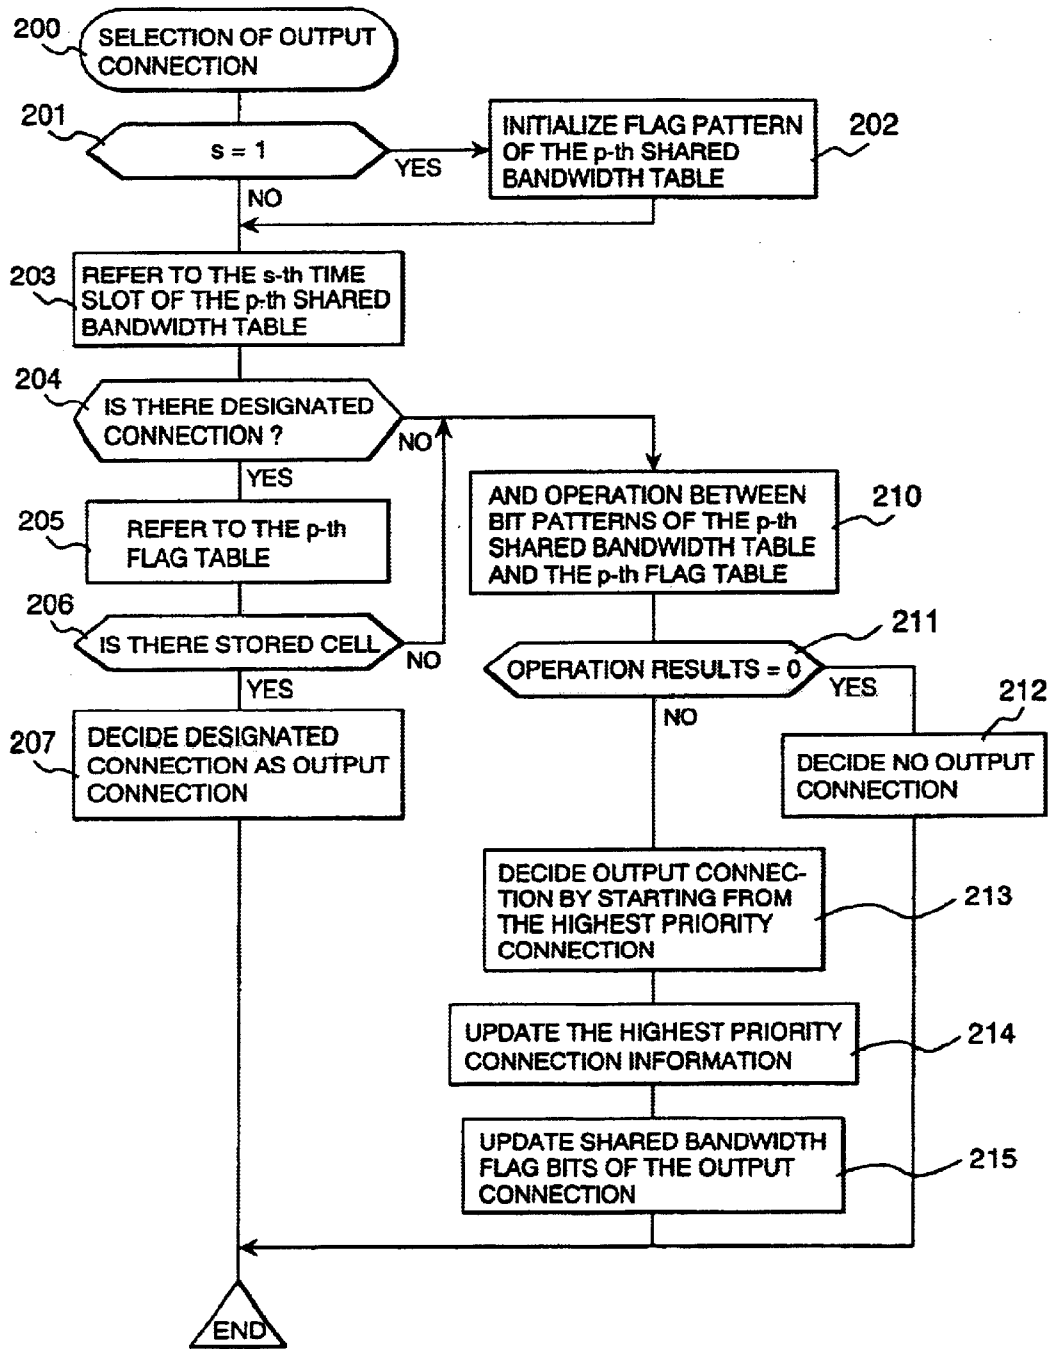 200
SELECTION OF OUTPUT
CONNECTION
201
s = 1
YES
NO
INITIALIZE FLAG PATTERN
OF THE p-th SHARED
BANDWIDTH TABLE
202
203
REFER TO THE s-th TIME
SLOT OF THE p-th SHARED
BANDWIDTH TABLE
204
IS THERE DESIGNATED
CONNECTION ?
NO
YES
205
REFER TO THE p-th
FLAG TABLE
206
IS THERE STORED CELL
NO
YES
207
DECIDE DESIGNATED
CONNECTION AS OUTPUT
CONNECTION
AND OPERATION BETWEEN
BIT PATTERNS OF THE p-th
SHARED BANDWIDTH TABLE
AND THE p-th FLAG TABLE
210
OPERATION RESULTS = 0
211
YES
NO
212
DECIDE NO OUTPUT
CONNECTION
DECIDE OUTPUT CONNEC-
TION BY STARTING FROM
THE HIGHEST PRIORITY
CONNECTION
213
UPDATE THE HIGHEST PRIORITY
CONNECTION INFORMATION
214
UPDATE SHARED BANDWIDTH
FLAG BITS OF THE OUTPUT
CONNECTION
215
END